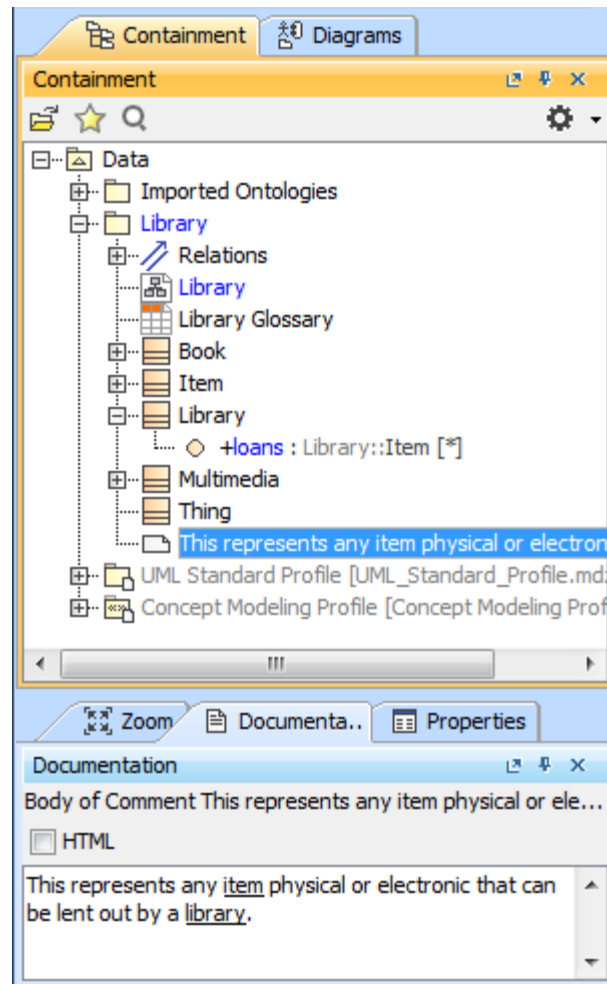 Containment Diagrams
Containment
Data
Imported Ontologies
Library
Relations
Library
Library Glossary
Book
Item
Library
+loans : Library::Item [*]
Multimedia
Thing
This represents any item physical or electron
UML Standard Profile [UML_Standard_Profile.mdz
Concept Modeling Profile [Concept Modeling Prof
Zoom Documenta.. Properties
Documentation
Body of Comment This represents any item physical or ele...
HTML
This represents any item physical or electronic that can
be lent out by a library.